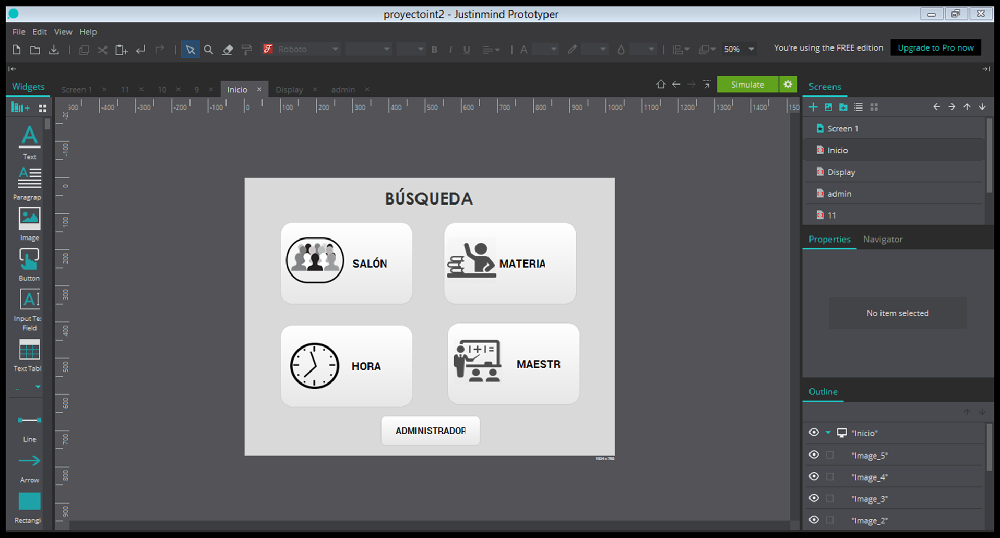 proyectoint2 - Justinmind Prototyper
File Edit View Help
Roboto B I U A 50% You're using the FREE edition Upgrade to Pro now
Widgets Screen 1 × 11 × 10 × 9 × Inicio × Display × admin × Simulate Screens
500 -400 -300 -200 -100 0 100 200 300 400 500 600 700 800 900 1000 1100 1200 1300 1400 150
-20
-100
0
100
200
300
400
500
600
700
800
900
Text
Paragrap
Image
Button
Input Te
Field
Text Tabl
..
Line
Arrow
Rectangl
BÚSQUEDA
SALÓN
MATERIA
HORA
1+1=
MAESTR
ADMINISTRADOR
1024 x 768
Screen 1
Inicio
Display
admin
11
Properties Navigator
No item selected
Outline
"Inicio"
"Image_5"
"Image_4"
"Image_3"
"Image_2"